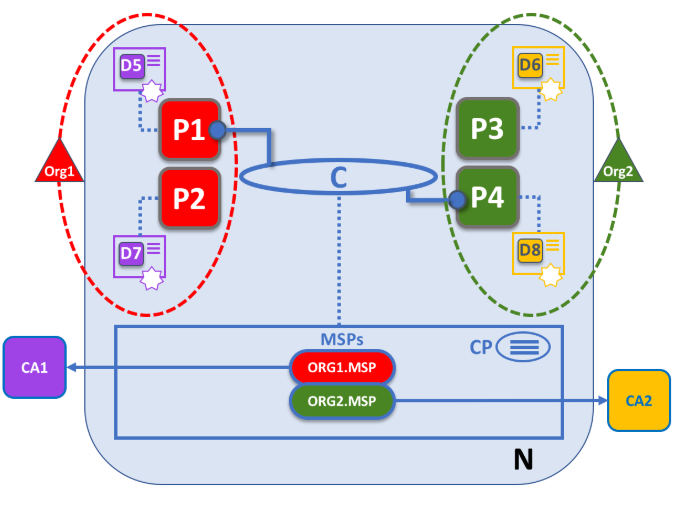 D5
D6
P1
P3
Org1
C
Org2
P2
P4
D7
D8
MSPs
CP
CA1
ORG1.MSP
ORG2.MSP
CA2
N